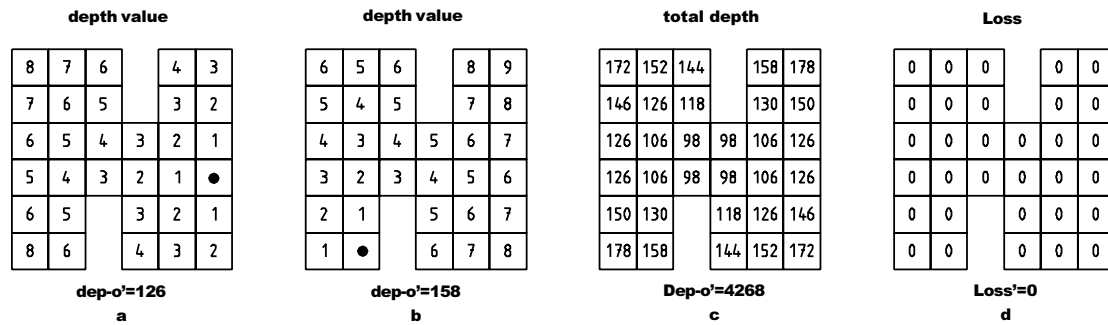 depth value
depth value
total depth
Loss
8 7 6 4 3
7 6 5 3 2
6 5 4 3 2 1
5 4 3 2 1
6 5 3 2 1
8 6 4 3 2
6 5 6 8 9
5 4 5 7 8
4 3 4 5 6 7
3 2 3 4 5 6
2 1 5 6 7
1 6 7 8
172 152 144 158 178
146 126 118 130 150
126 106 98 98 106 126
126 106 98 98 106 126
150 130 118 126 146
178 158 144 152 172
0 0 0 0 0
0 0 0 0 0
0 0 0 0 0 0
0 0 0 0 0 0
0 0 0 0 0
0 0 0 0 0
dep-o’=126
dep-o’=158
Dep-o’=4268
Loss’=0
a
b
c
d